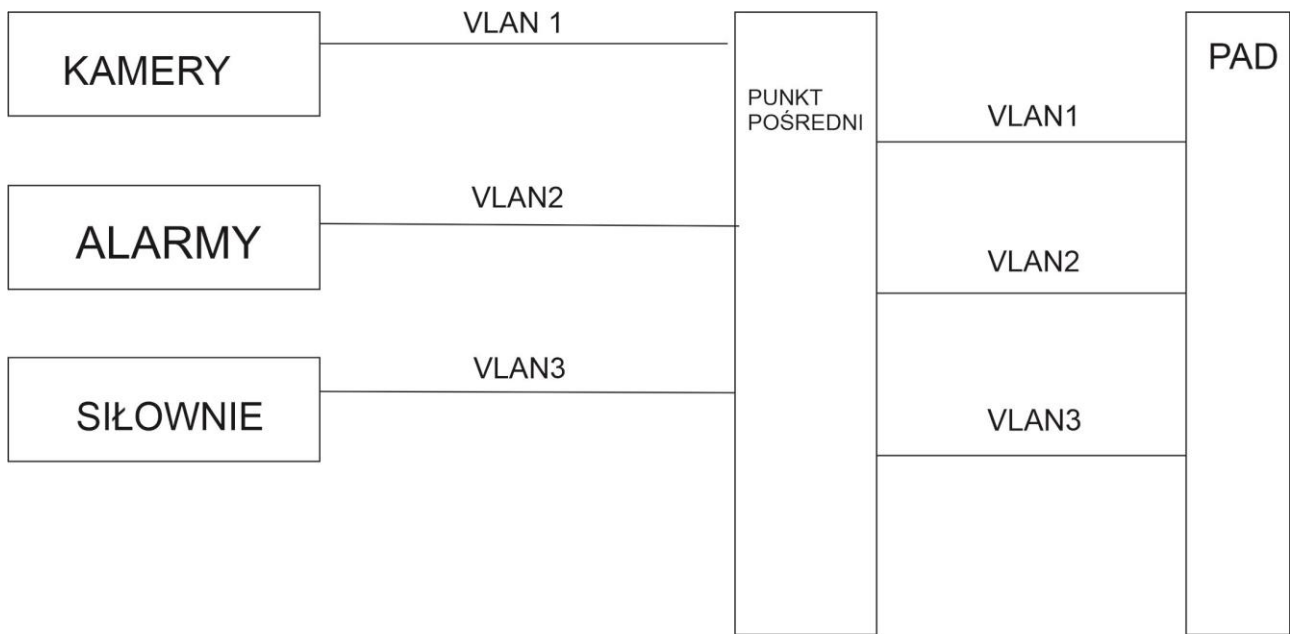 VLAN 1
KAMERY
PUNKT
POŚREDNI
VLAN1
PAD
VLAN2
ALARMY
VLAN2
VLAN3
SIŁOWNIE
VLAN3